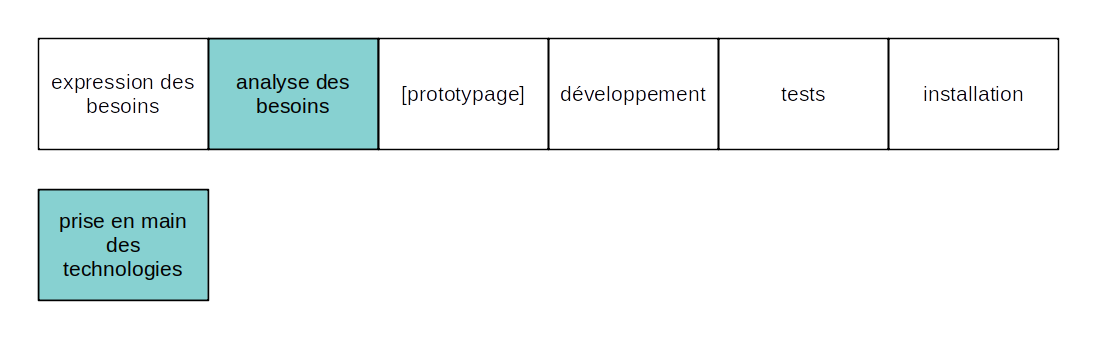 expression des
besoins
analyse des
besoins
[prototypage]
développement
tests
installation
prise en main
des
technologies